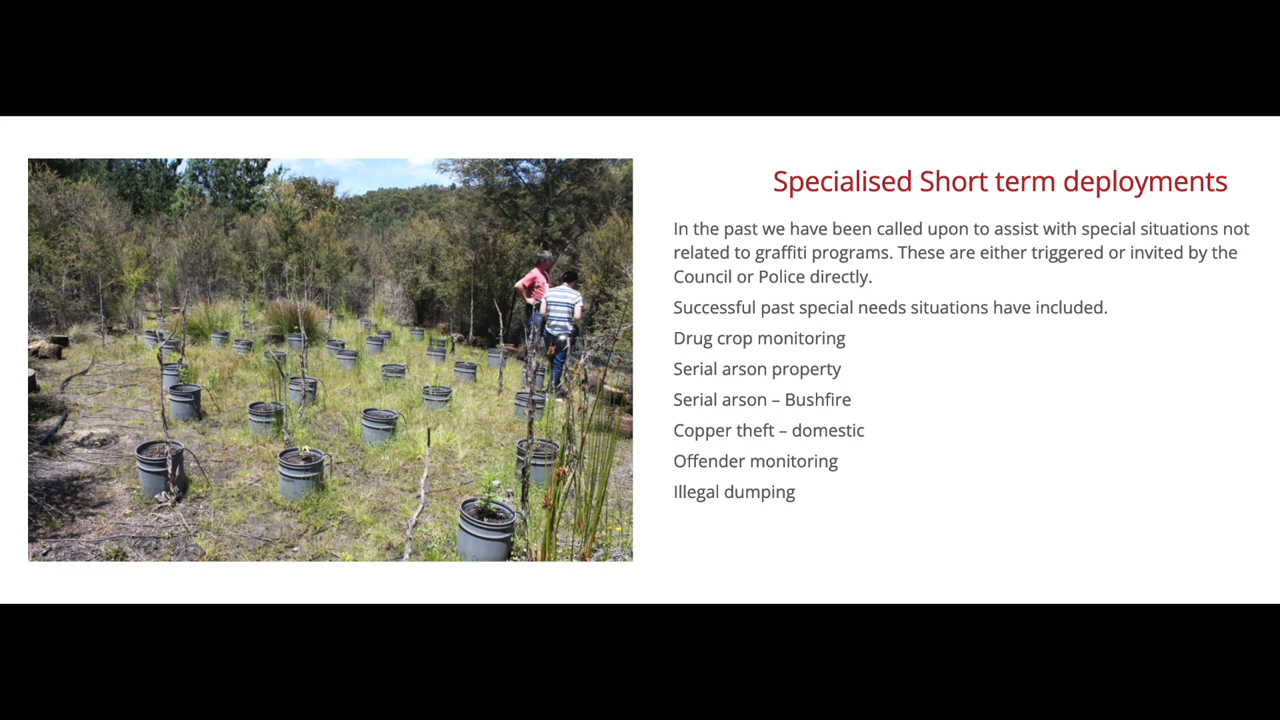 Specialised Short term deployments
In the past we have been called upon to assist with special situations not
related to graffiti programs. These are either triggered or invited by the
Council or Police directly.
Successful past special needs situations have included.
Drug crop monitoring
Serial arson property
Serial arson – Bushfire
Copper theft – domestic
Offender monitoring
Illegal dumping